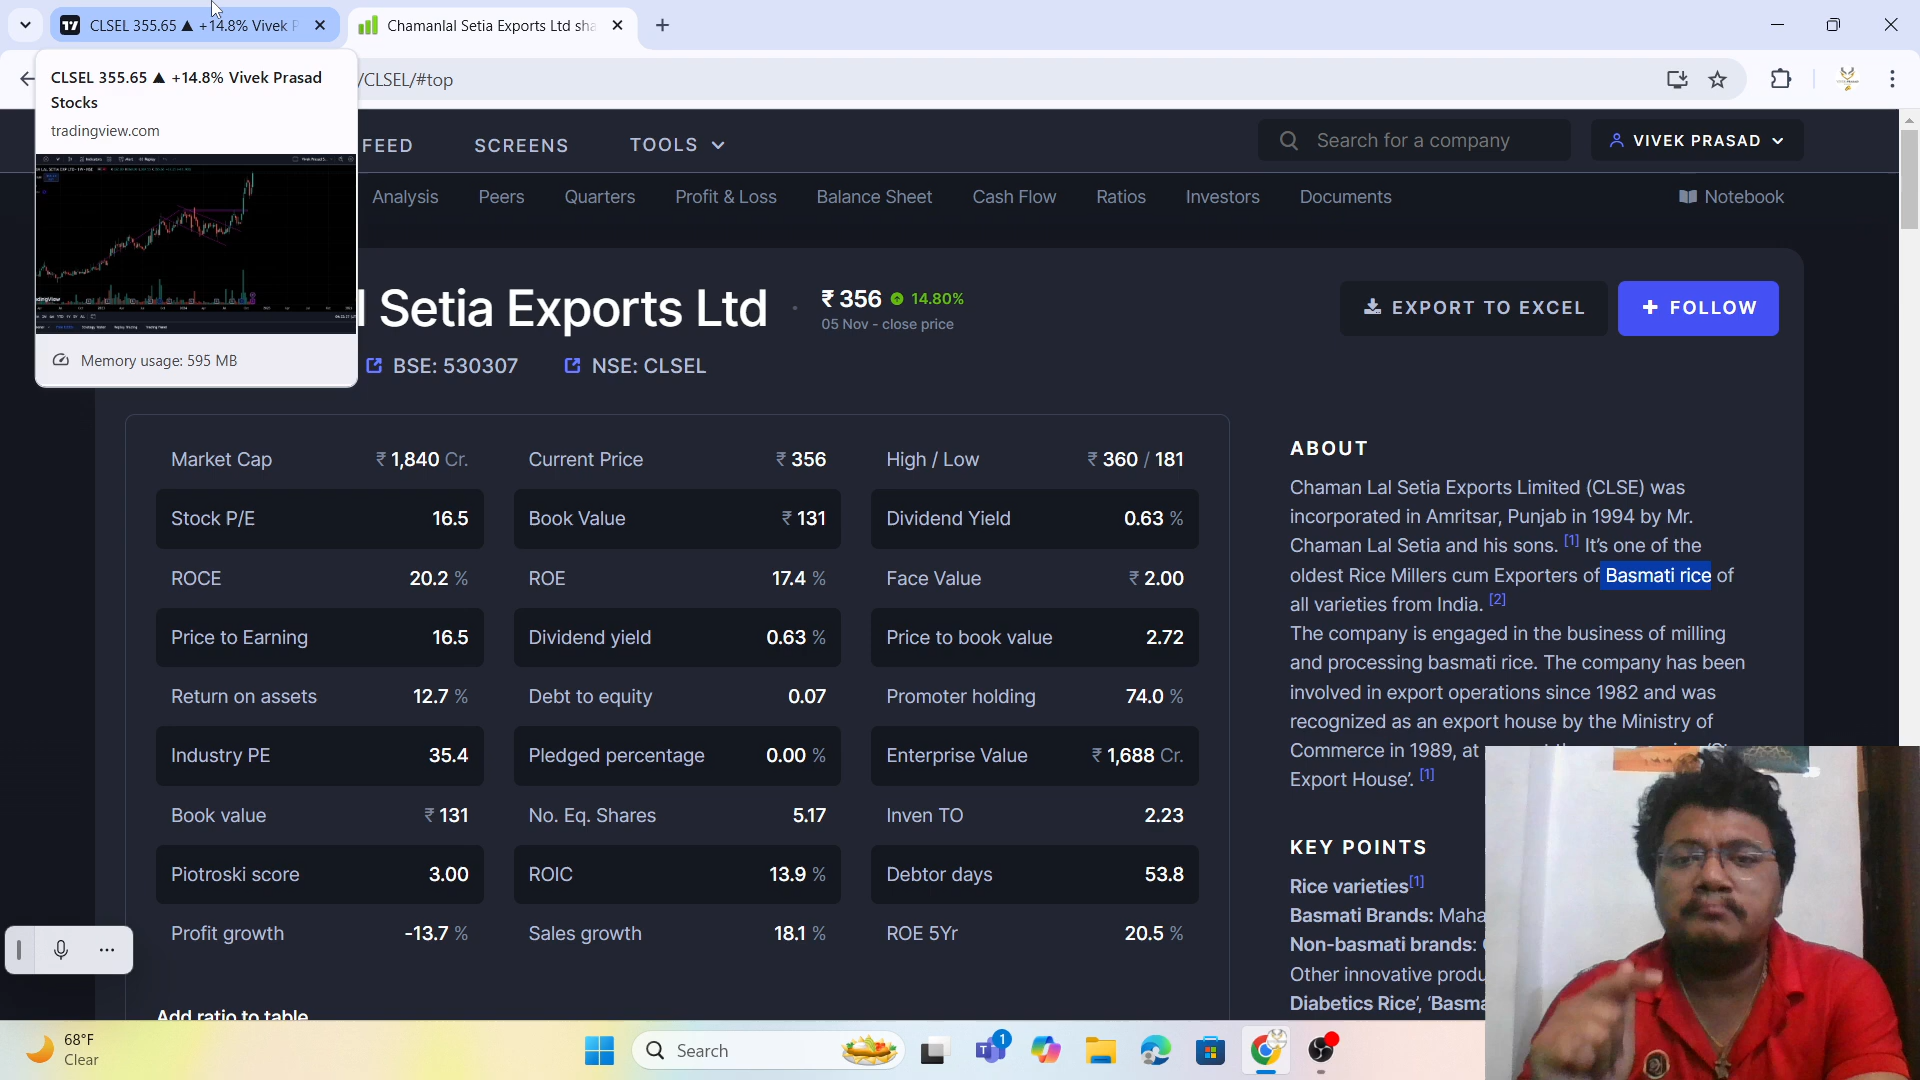 CLSEL 355.65 ▲ +14.8% Vivek P
Chamanlal Setia Exports Ltd sha
CLSEL 355.65 ▲ +14.8% Vivek Prasad
Stocks
tradingview.com
Memory usage: 595 MB
/CLSEL/#top
FEED SCREENS TOOLS
Search for a company
VIVEK PRASAD
Analysis Peers Quarters Profit & Loss Balance Sheet Cash Flow Ratios Investors Documents Notebook
l Setia Exports Ltd
₹ 356 14.80%
05 Nov - close price
EXPORT TO EXCEL
+ FOLLOW
BSE: 530307 NSE: CLSEL
Market Cap ₹ 1,840 Cr. Current Price ₹ 356 High / Low ₹ 360 / 181
Stock P/E 16.5 Book Value ₹ 131 Dividend Yield 0.63 %
ROCE 20.2 % ROE 17.4 % Face Value ₹ 2.00
Price to Earning 16.5 Dividend yield 0.63 % Price to book value 2.72
Return on assets 12.7 % Debt to equity 0.07 Promoter holding 74.0 %
Industry PE 35.4 Pledged percentage 0.00 % Enterprise Value ₹ 1,688 Cr.
Book value ₹ 131 No. Eq. Shares 5.17 Inven TO 2.23
Piotroski score 3.00 ROIC 13.9 % Debtor days 53.8
Profit growth -13.7 % Sales growth 18.1 % ROE 5Yr 20.5 %
Add ratio to table
ABOUT
Chaman Lal Setia Exports Limited (CLSE) was
incorporated in Amritsar, Punjab in 1994 by Mr.
Chaman Lal Setia and his sons. [1] It's one of the
oldest Rice Millers cum Exporters of Basmati rice of
all varieties from India. [2]
The company is engaged in the business of milling
and processing basmati rice. The company has been
involved in export operations since 1982 and was
recognized as an export house by the Ministry of
Commerce in 1989, at
Export House'. [1]
KEY POINTS
Rice varieties[1]
Basmati Brands: Maha
Non-basmati brands:
Other innovative produ
Diabetics Rice', 'Basma
68°F
Clear
Search
1